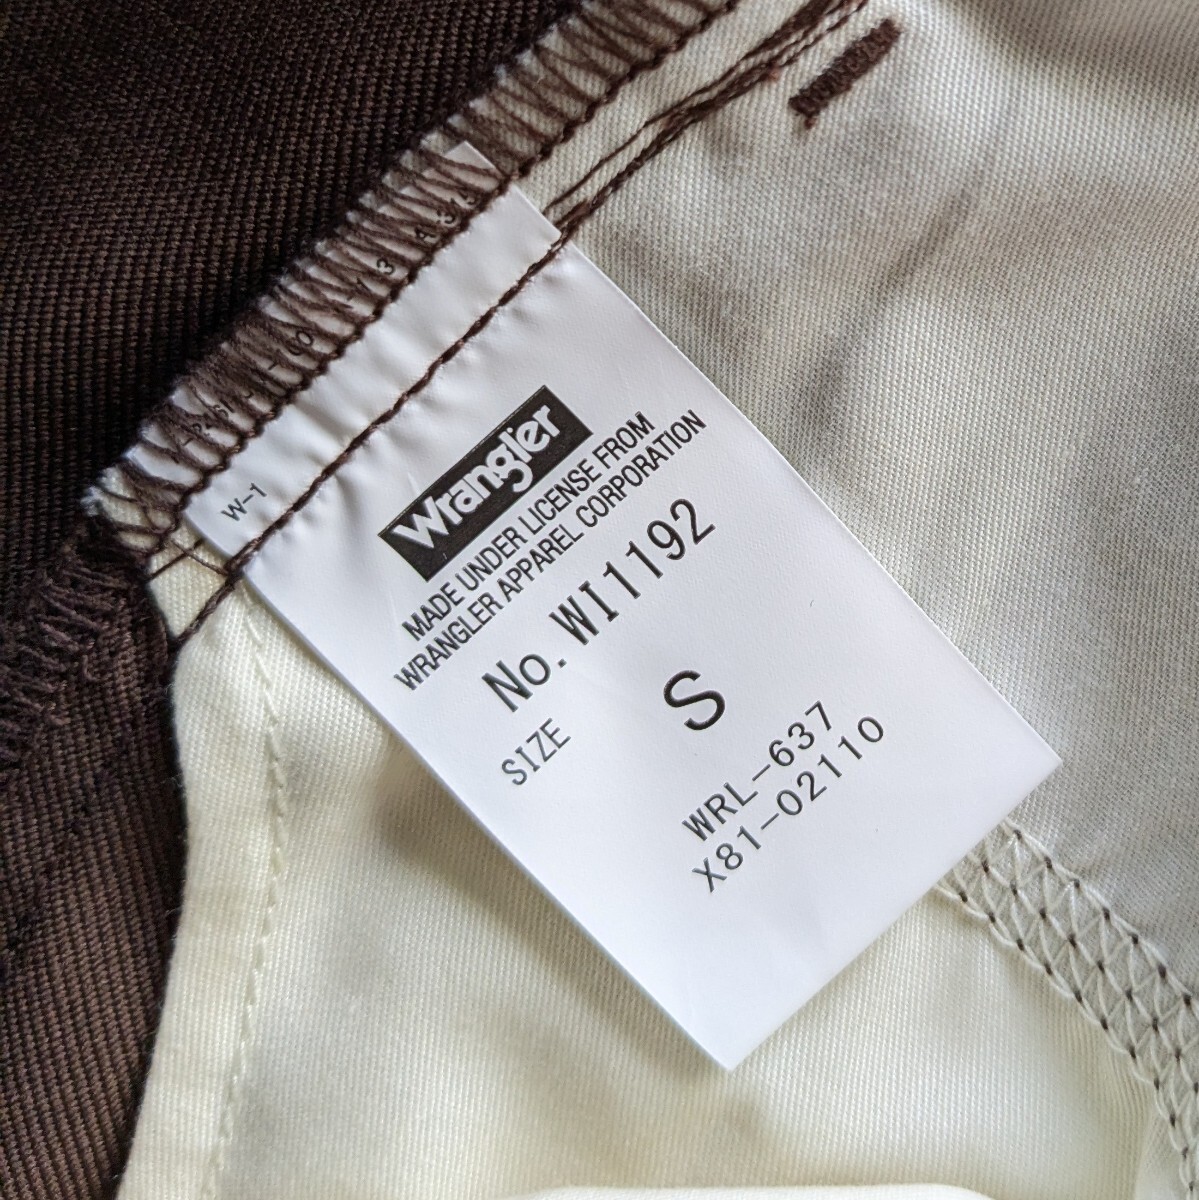 W-1
Wrangler
MADE UNDER LICENSE FROM
WRANGLER APPAREL CORPORATION
No. WI1192
SIZE S
WRL-637
X81-02110